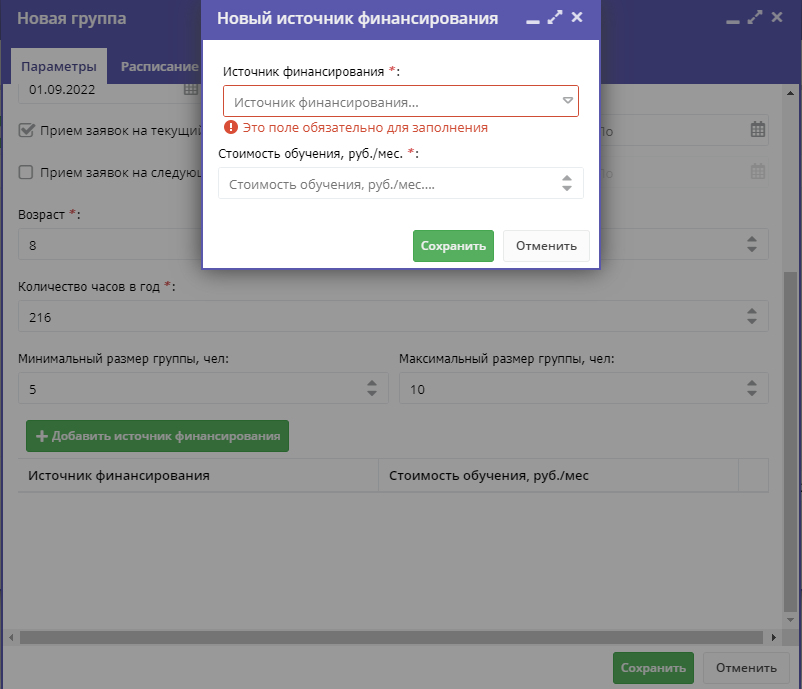 Новая группа
Новый источник финансирования
Параметры
Расписание
Источник финансирования *:
01.09.2022
Источник финансирования...
Это поле обязательно для заполнения
Прием заявок на текущий
По
Стоимость обучения, руб./мес. *:
Прием заявок на следую
По
Стоимость обучения, руб./мес....
Возраст *:
8
Сохранить
Отменить
Количество часов в год *:
216
Минимальный размер группы, чел:
Максимальный размер группы, чел:
5
10
Добавить источник финансирования
Источник финансирования
Стоимость обучения, руб./мес
Сохранить
Отменить